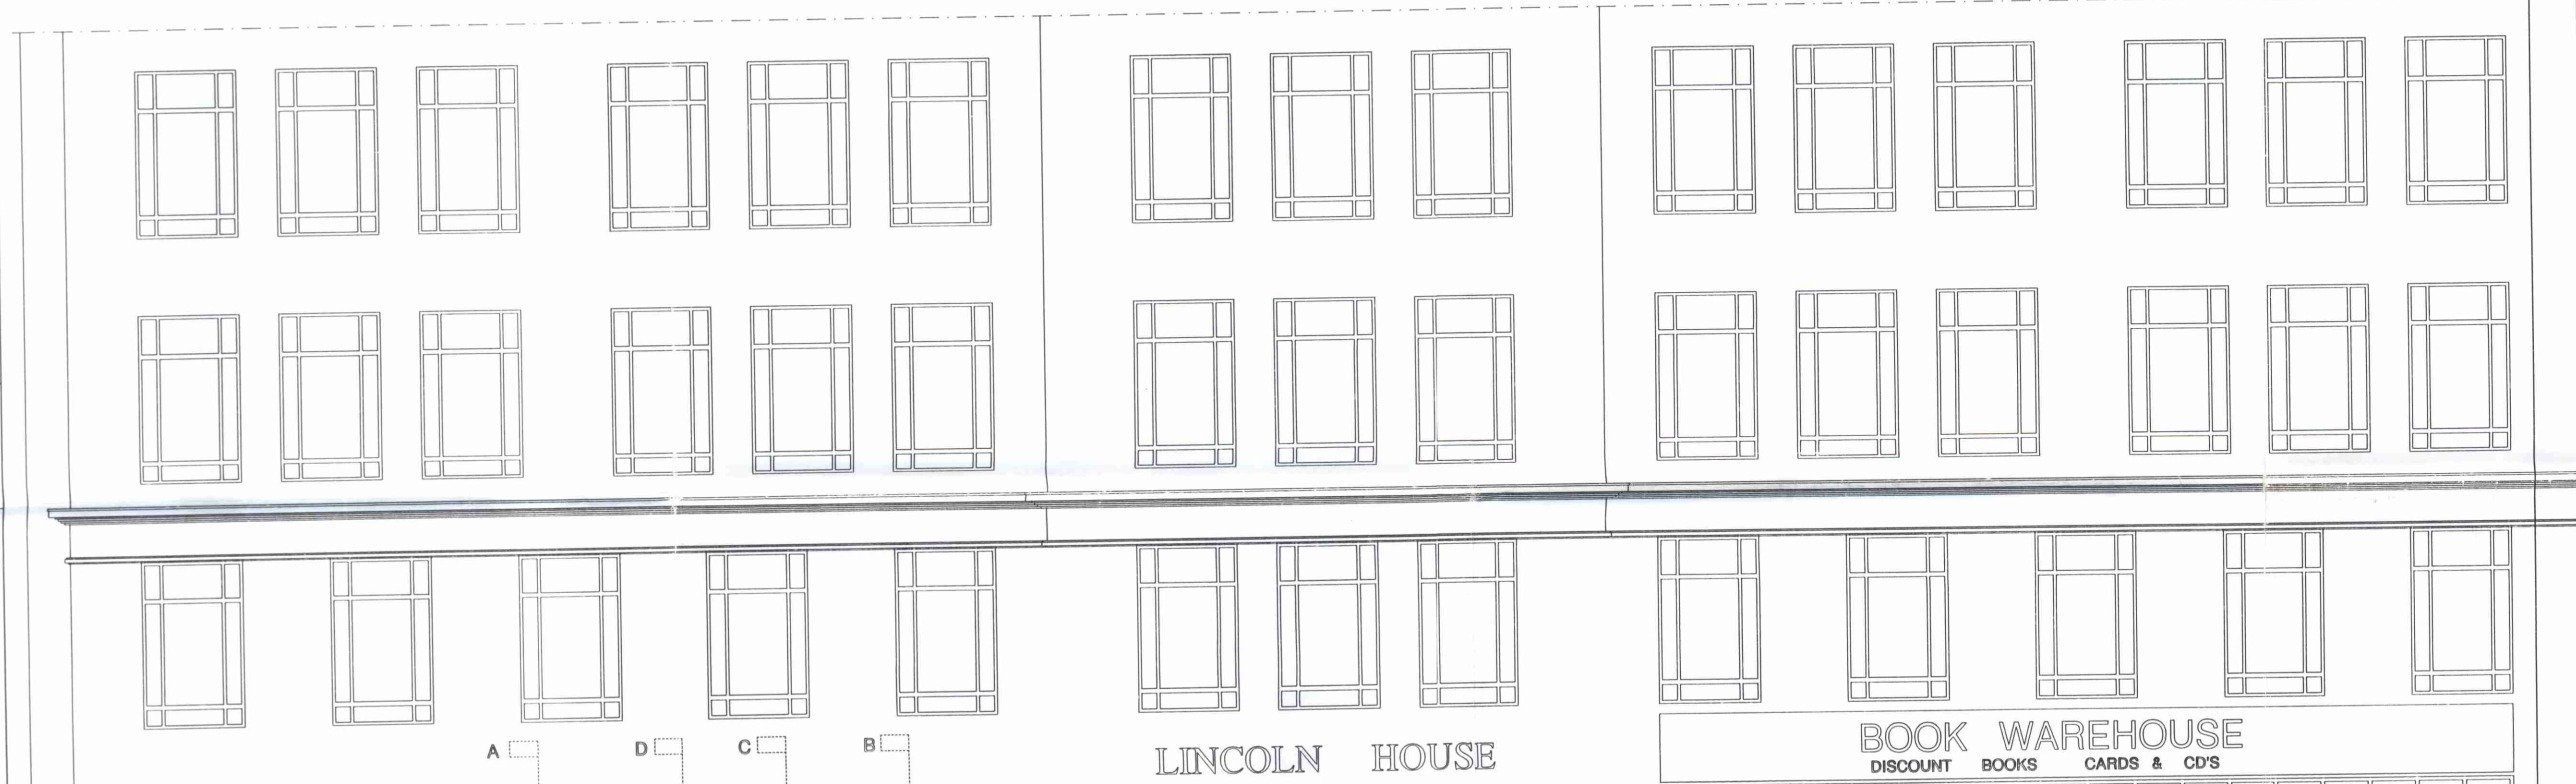 A D C B
LINCOLN HOUSE
BOOK WAREHOUSE
DISCOUNT BOOKS CARDS & CD'S